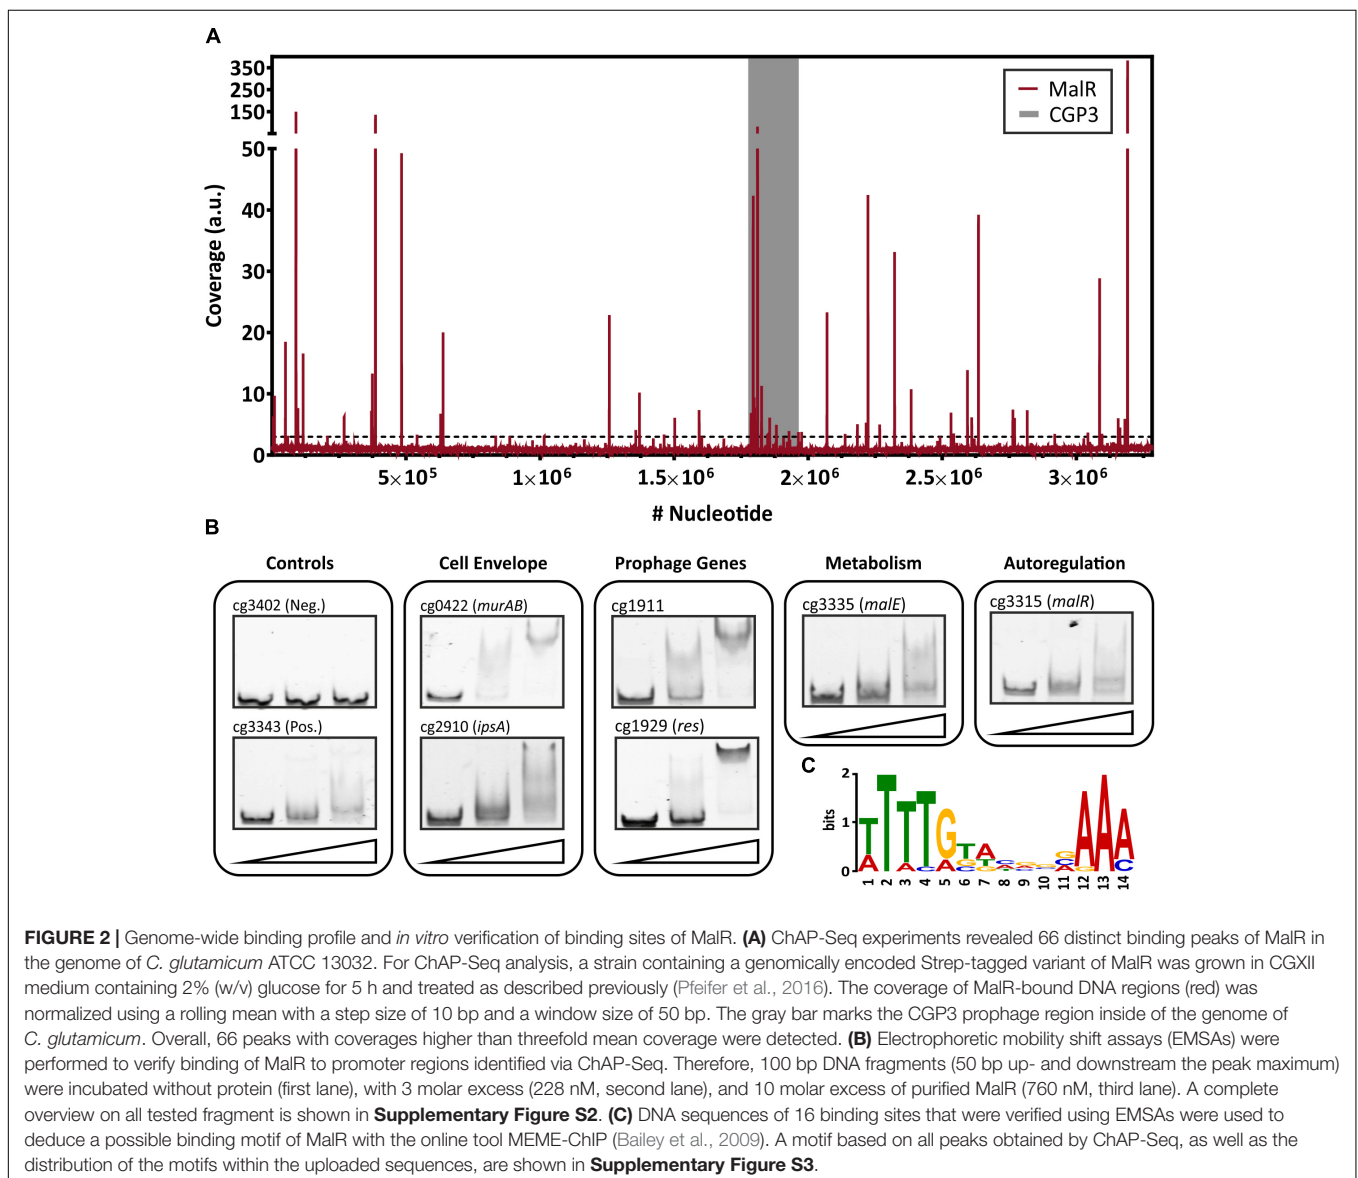 A
350
250
150
50
40
30
20
10
0
Coverage (a.u.)
MalR
CGP3
5×10⁵ 1×10⁶ 1.5×10⁶ 2×10⁶ 2.5×10⁶ 3×10⁶
# Nucleotide
B
Controls Cell Envelope Prophage Genes Metabolism Autoregulation
cg3402 (Neg.) cg0422 (murAB) cg1911 cg3335 (malE) cg3315 (malR)
cg3343 (Pos.) cg2910 (ipsA) cg1929 (res)
C
2
1
0
bits
1 2 3 4 5 6 7 8 9 10 11 12 13 14
FIGURE 2 | Genome-wide binding profile and in vitro verification of binding sites of MalR. (A) ChAP-Seq experiments revealed 66 distinct binding peaks of MalR in
the genome of C. glutamicum ATCC 13032. For ChAP-Seq analysis, a strain containing a genomically encoded Strep-tagged variant of MalR was grown in CGXII
medium containing 2% (w/v) glucose for 5 h and treated as described previously (Pfeifer et al., 2016). The coverage of MalR-bound DNA regions (red) was
normalized using a rolling mean with a step size of 10 bp and a window size of 50 bp. The gray bar marks the CGP3 prophage region inside of the genome of
C. glutamicum. Overall, 66 peaks with coverages higher than threefold mean coverage were detected. (B) Electrophoretic mobility shift assays (EMSAs) were
performed to verify binding of MalR to promoter regions identified via ChAP-Seq. Therefore, 100 bp DNA fragments (50 bp up- and downstream the peak maximum)
were incubated without protein (first lane), with 3 molar excess (228 nM, second lane), and 10 molar excess of purified MalR (760 nM, third lane). A complete
overview on all tested fragment is shown in Supplementary Figure S2. (C) DNA sequences of 16 binding sites that were verified using EMSAs were used to
deduce a possible binding motif of MalR with the online tool MEME-ChIP (Bailey et al., 2009). A motif based on all peaks obtained by ChAP-Seq, as well as the
distribution of the motifs within the uploaded sequences, are shown in Supplementary Figure S3.